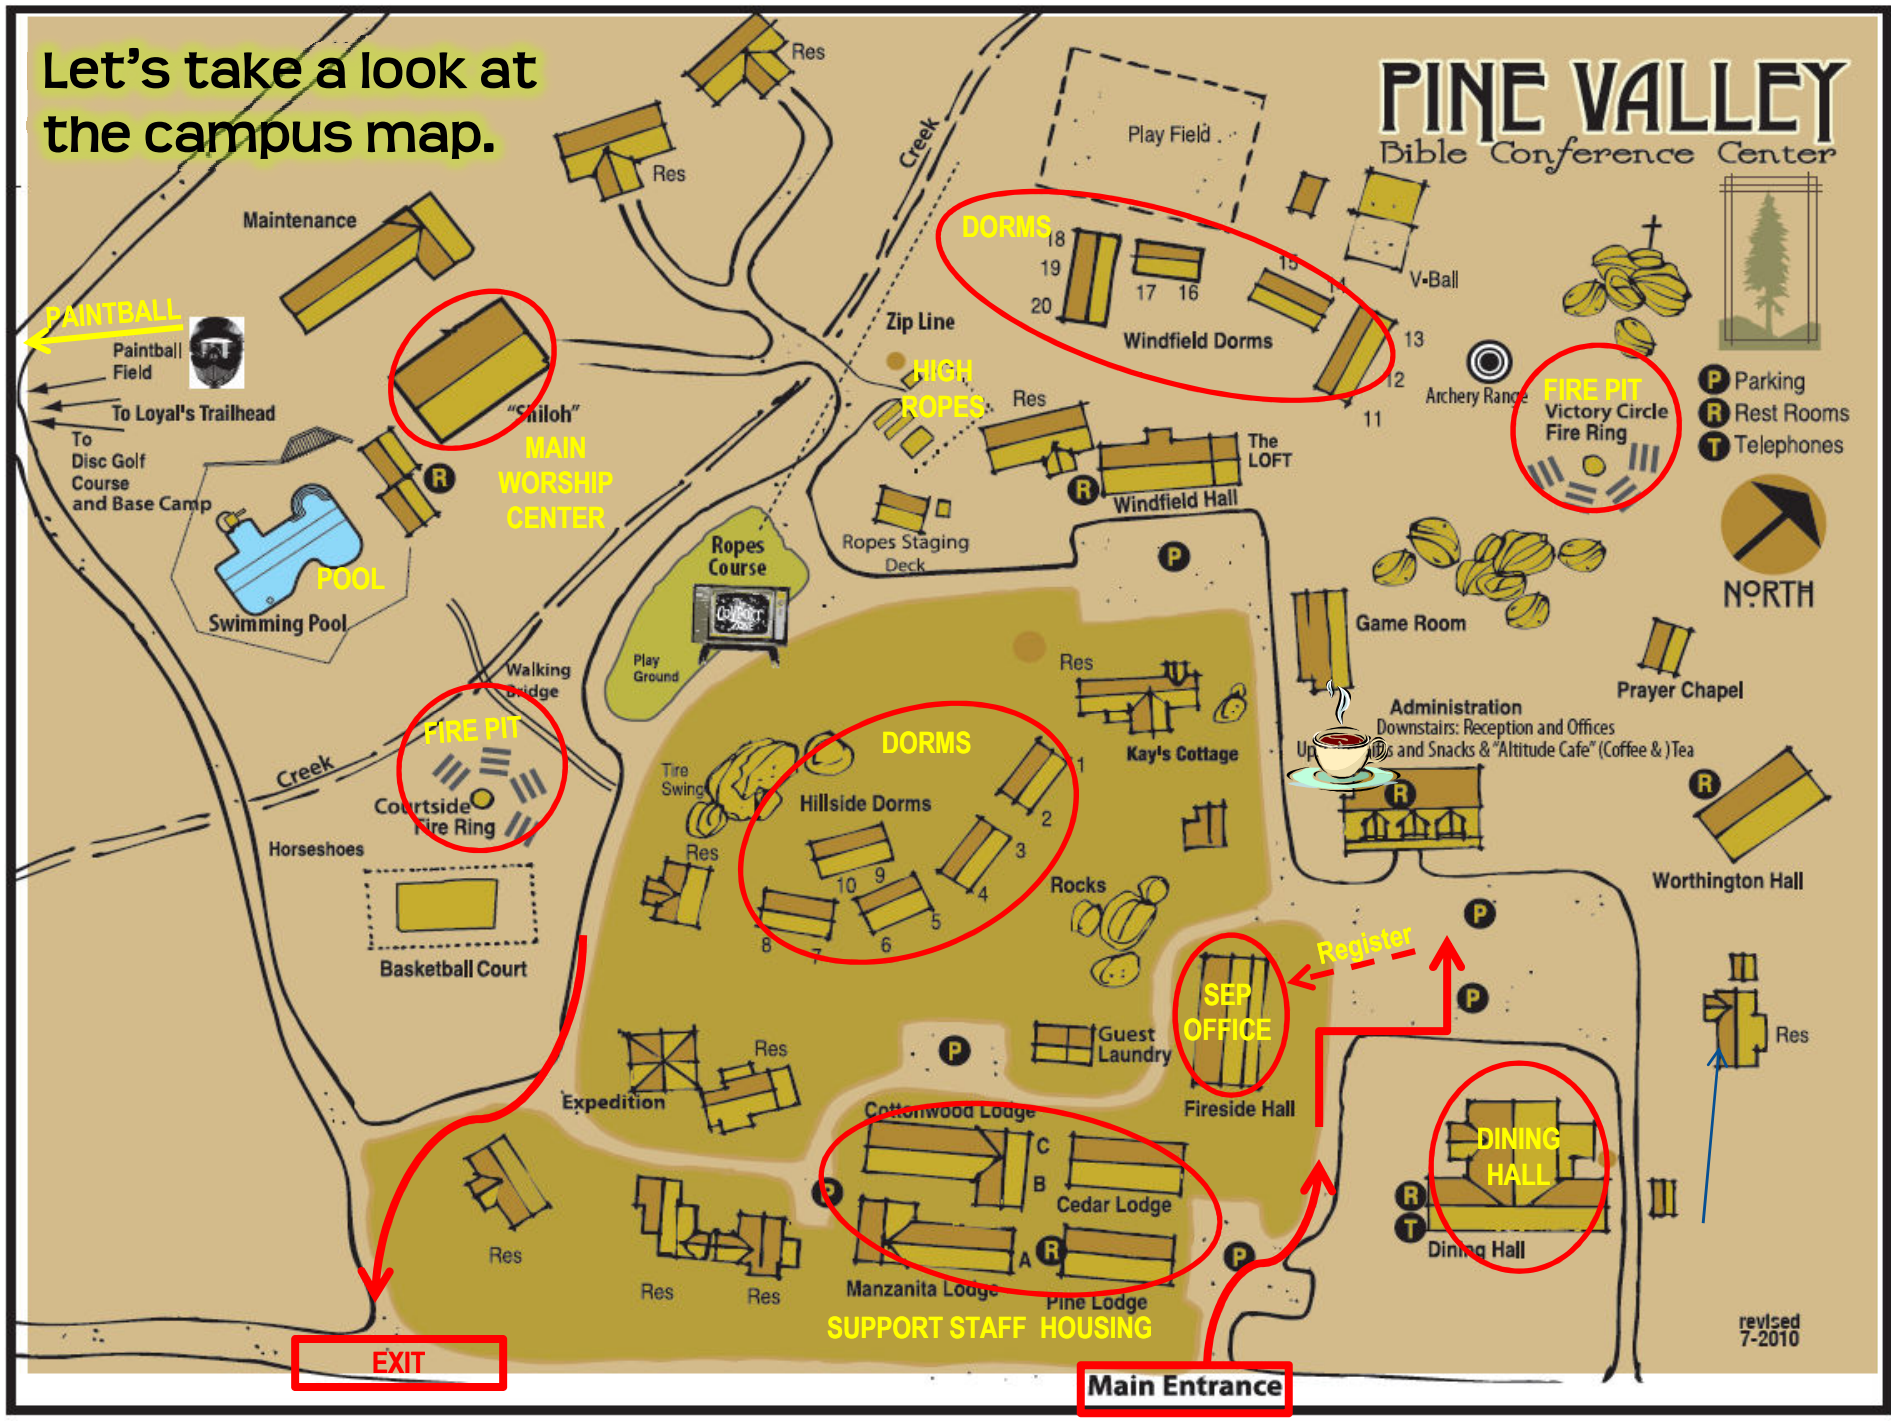 Let's take a look at
the campus map.
PINE VALLEY
Bible Conference Center
Res
Res
Creek
Play Field
Maintenance
DORMS
18
19
20
17
16
15
14
13
12
11
V-Ball
Windfield Dorms
PAINTBALL
Paintball
Field
To Loyal's Trailhead
To
Disc Golf
Course
and Base Camp
"Shiloh"
MAIN
WORSHIP
CENTER
R
Zip Line
HIGH
ROPES
Res
The
LOFT
R
Windfield Hall
Archery Range
FIRE PIT
Victory Circle
Fire Ring
P Parking
R Rest Rooms
T Telephones
NORTH
POOL
Swimming Pool
Ropes
Course
Ropes Staging
Deck
P
Play
Ground
Walking
Bridge
Res
Kay's Cottage
Game Room
Prayer Chapel
Administration
Downstairs: Reception and Offices
and Snacks & "Altitude Cafe" (Coffee & )Tea
R
R
Worthington Hall
FIRE PIT
Creek
Courtside
Fire Ring
Horseshoes
Basketball Court
Tire
Swing
DORMS
Hillside Dorms
1
2
3
4
5
6
7
8
9
10
Res
Rocks
P
P
Register
SEP
OFFICE
Fireside Hall
Res
Guest
Laundry
P
Expedition
Res
Cottonwood Lodge
C
B
A
Cedar Lodge
P
R
Manzanita Lodge
Pine Lodge
P
SUPPORT STAFF HOUSING
DINING
HALL
R
T
Dining Hall
Res
Res
Res
EXIT
Main Entrance
revised
7-2010